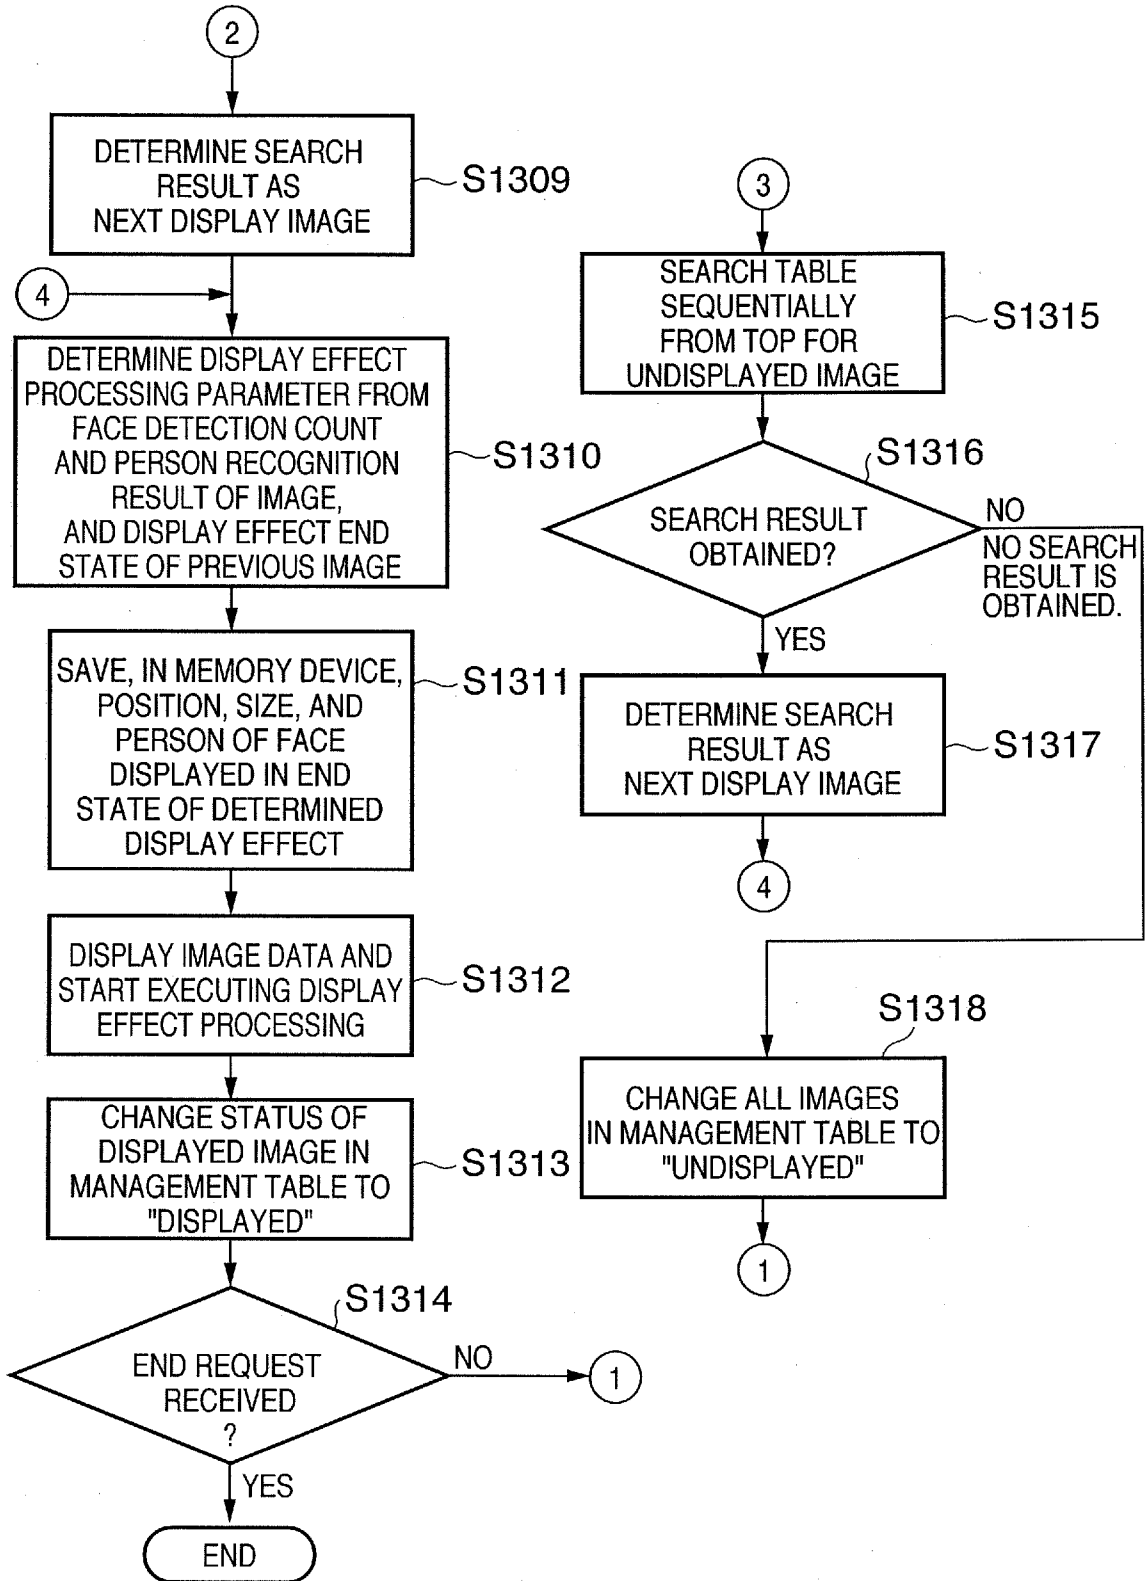 2
DETERMINE SEARCH
RESULT AS
NEXT DISPLAY IMAGE
S1309
4
DETERMINE DISPLAY EFFECT
PROCESSING PARAMETER FROM
FACE DETECTION COUNT
AND PERSON RECOGNITION
RESULT OF IMAGE,
AND DISPLAY EFFECT END
STATE OF PREVIOUS IMAGE
S1310
SAVE, IN MEMORY DEVICE,
POSITION, SIZE, AND
PERSON OF FACE
DISPLAYED IN END
STATE OF DETERMINED
DISPLAY EFFECT
S1311
DISPLAY IMAGE DATA AND
START EXECUTING DISPLAY
EFFECT PROCESSING
S1312
CHANGE STATUS OF
DISPLAYED IMAGE IN
MANAGEMENT TABLE TO
"DISPLAYED"
S1313
S1314
END REQUEST
RECEIVED
?
NO
1
YES
END
3
SEARCH TABLE
SEQUENTIALLY
FROM TOP FOR
UNDISPLAYED IMAGE
S1315
S1316
SEARCH RESULT
OBTAINED?
NO
NO SEARCH
RESULT IS
OBTAINED.
YES
DETERMINE SEARCH
RESULT AS
NEXT DISPLAY IMAGE
S1317
4
S1318
CHANGE ALL IMAGES
IN MANAGEMENT TABLE TO
"UNDISPLAYED"
1